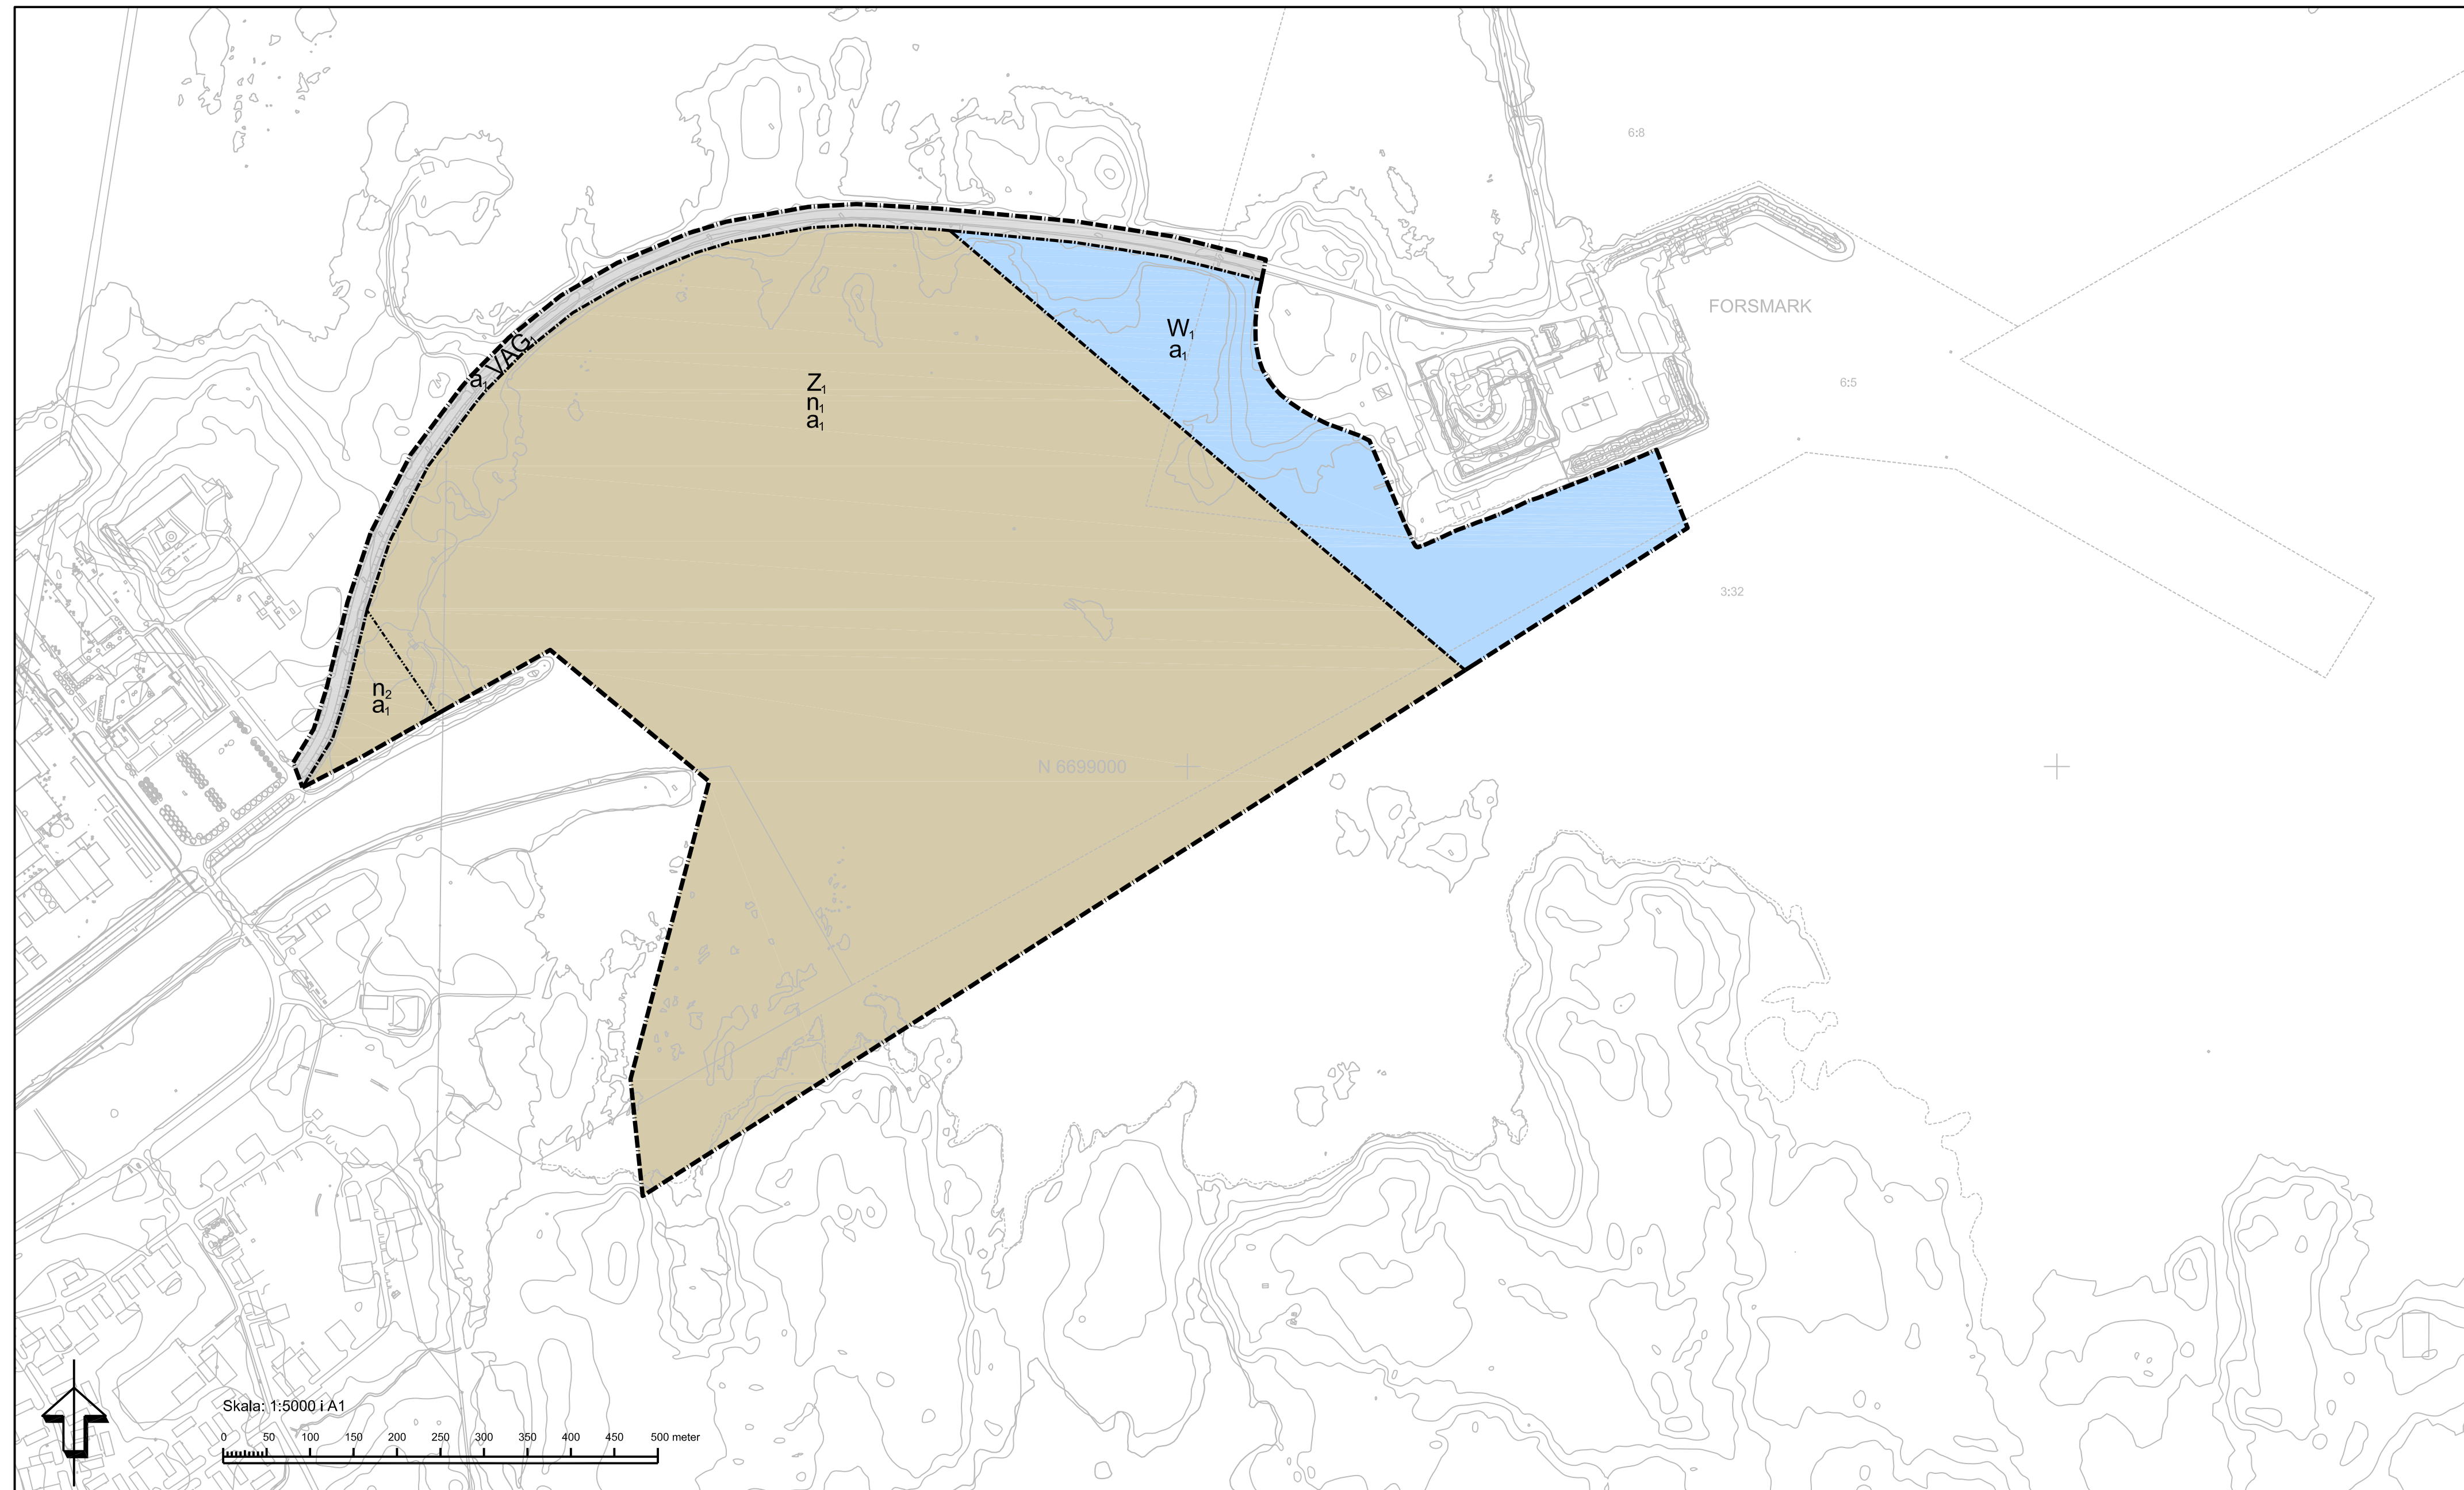 6:8
FORSMARK
W₁
a₁
a₁ VÄG₁
Z₁
n₁
a₁
6:5
3:32
n₂
a₁
N 6699000
Skala: 1:5000 i A1
0 50 100 150 200 250 300 350 400 450 500 meter